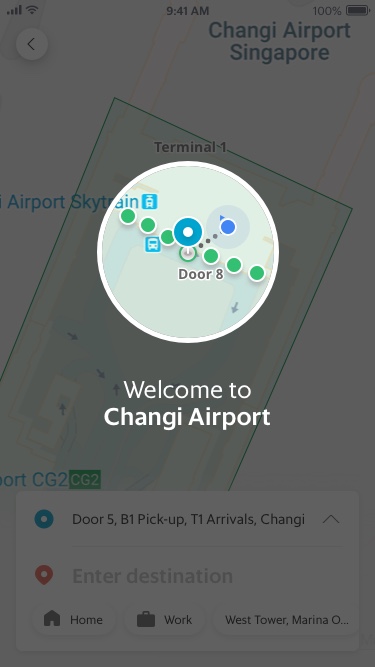 9:41 AM
100%
Changi Airport
Singapore
Terminal 1
i Airport Skytrain
Door 8
Welcome to
Changi Airport
port CG2 CG2
Door 5, B1 Pick-up, T1 Arrivals, Changi
Enter destination
Home
Work
West Tower, Marina O...